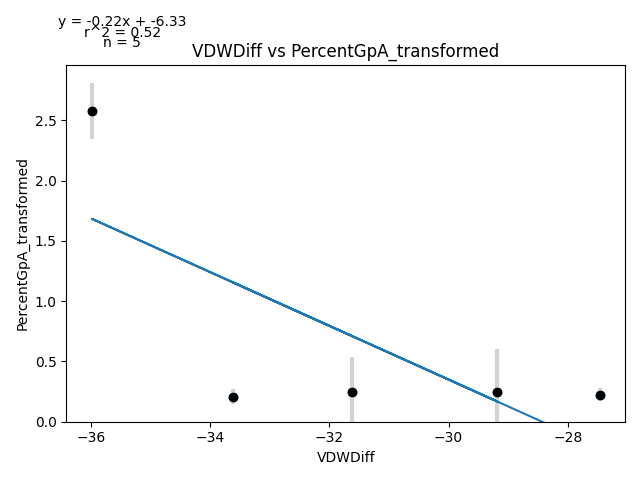 y = -0.22x + -6.33
r^2 = 0.52
n = 5
VDWDiff vs PercentGpA_transformed
PercentGpA_transformed
2.5
2.0
1.5
1.0
0.5
0.0
−36
−34
−32
−30
−28
VDWDiff